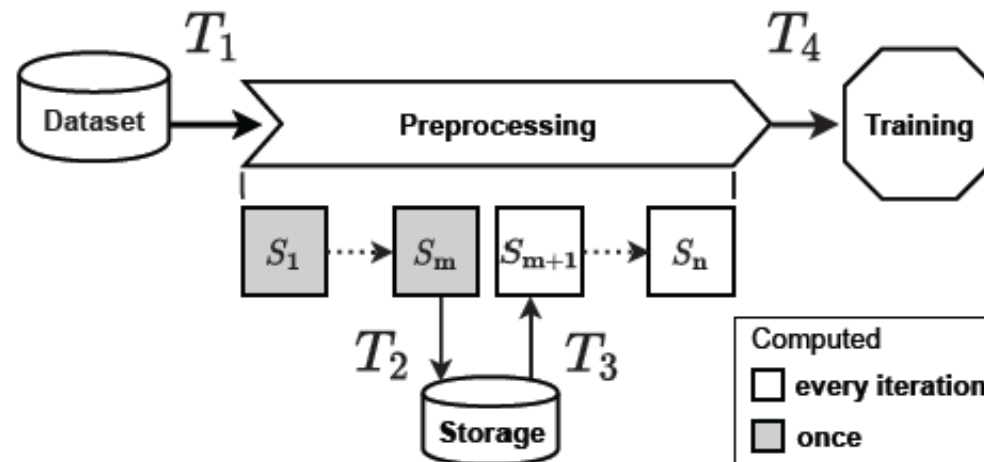 T₁
T₄
Dataset
Preprocessing
Training
S₁
Sₘ
Sₘ₊₁
Sₙ
T₂
T₃
Storage
Computed
every iteration
once